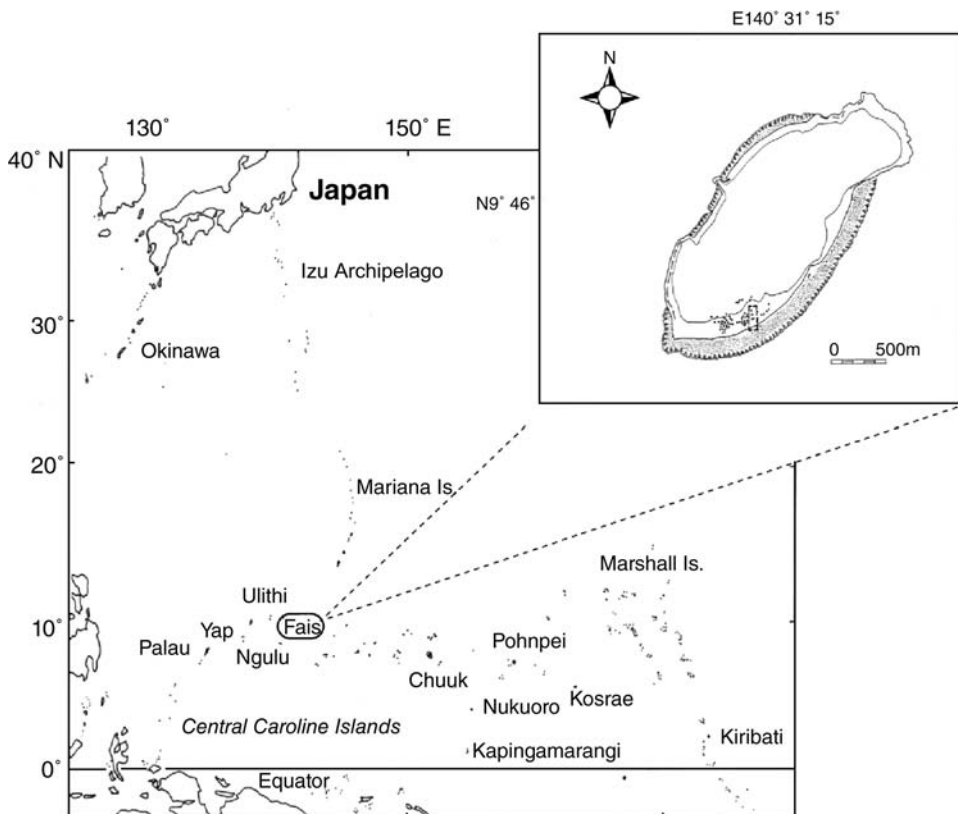 E140° 31 15
N
130°
150° E
40° N
Japan
N9° 46
Izu Archipelago
0 500m
30°
Okinawa
20°
Mariana Is.
Marshall Is.
Ulithi
10°
Yap
Fais
Palau
Ngulu
Pohnpei
Chuuk
Kosrae
Nukuoro
Central Caroline Islands
Kiribati
Kapingamarangi
0°
Equator